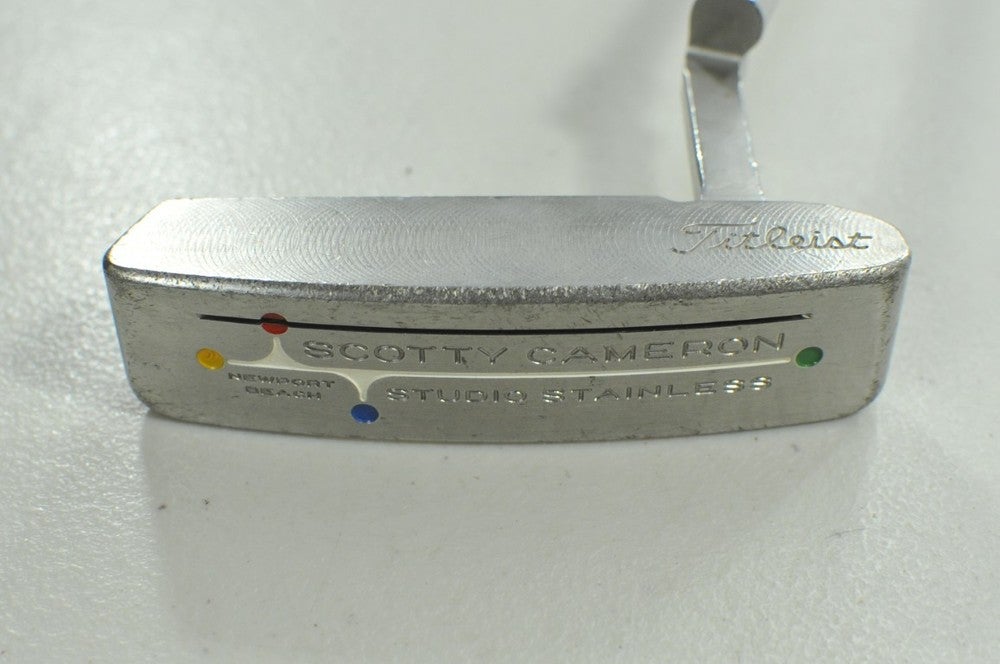 Titleist
SCOTTY CAMERON
NEWPORT
BEACH
STUDIO STAINLESS